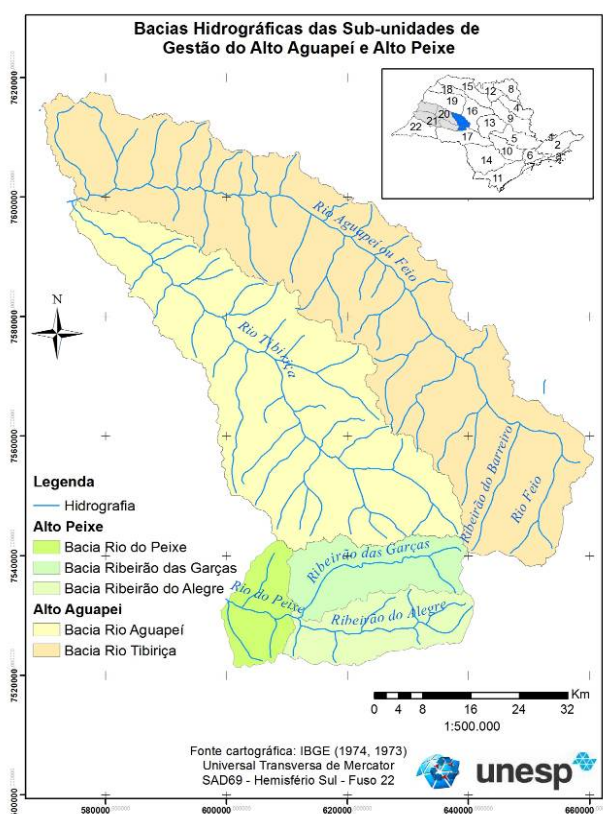 Bacias Hidrográficas das Sub-unidades de
Gestão do Alto Aguapeí e Alto Peixe
18
15
12
8
19
4
16
20
13
9
21
22
17
5
2
10
6
14
7
11
7620000
7600000
7580000
7560000
7540000
7520000
Rio Aguapeí ou Feio
Rio Tibiriça
N
Ribeirão do Barreiro
Rio Feio
Ribeirão das Garças
Rio do Peixe
Ribeirão do Alegre
Legenda
Hidrografia
Alto Peixe
Bacia Rio do Peixe
Bacia Ribeirão das Garças
Bacia Ribeirão do Alegre
Alto Aguapei
Bacia Rio Aguapeí
Bacia Rio Tibiriça
Km
0 4 8 16 24 32
1:500.000
Fonte cartográfica: IBGE (1974, 1973)
Universal Transversa de Mercator
SAD69 - Hemisfério Sul - Fuso 22
unesp
580000
600000
620000
640000
660000